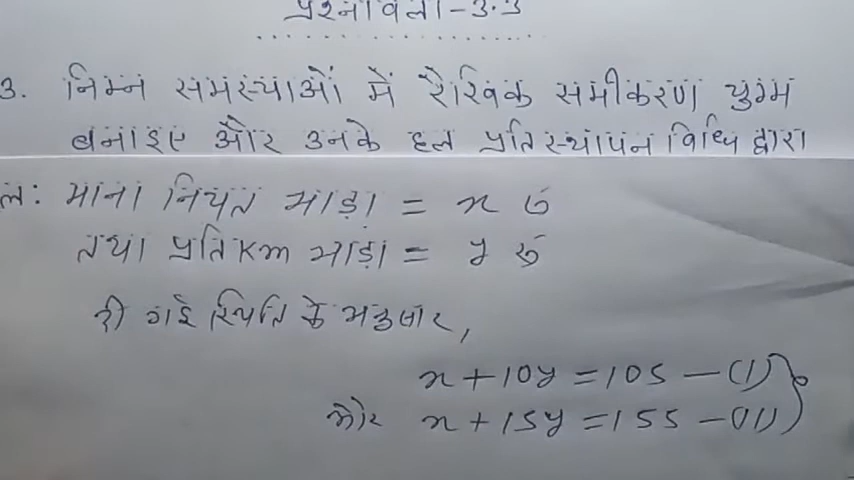 प्रश्नावली-3.3
3. निम्न समस्याओं में रैखिक समीकरण युग्म
बनाइए और उनके हल प्रतिस्थापन विधि द्वारा
ल: माना नियत भाड़ा = x रु
तथा प्रति Km भाड़ा = y रु
दी गई स्थिति के अनुसार,
x + 10y = 105 — (I)
और x + 15y = 155 — (II)